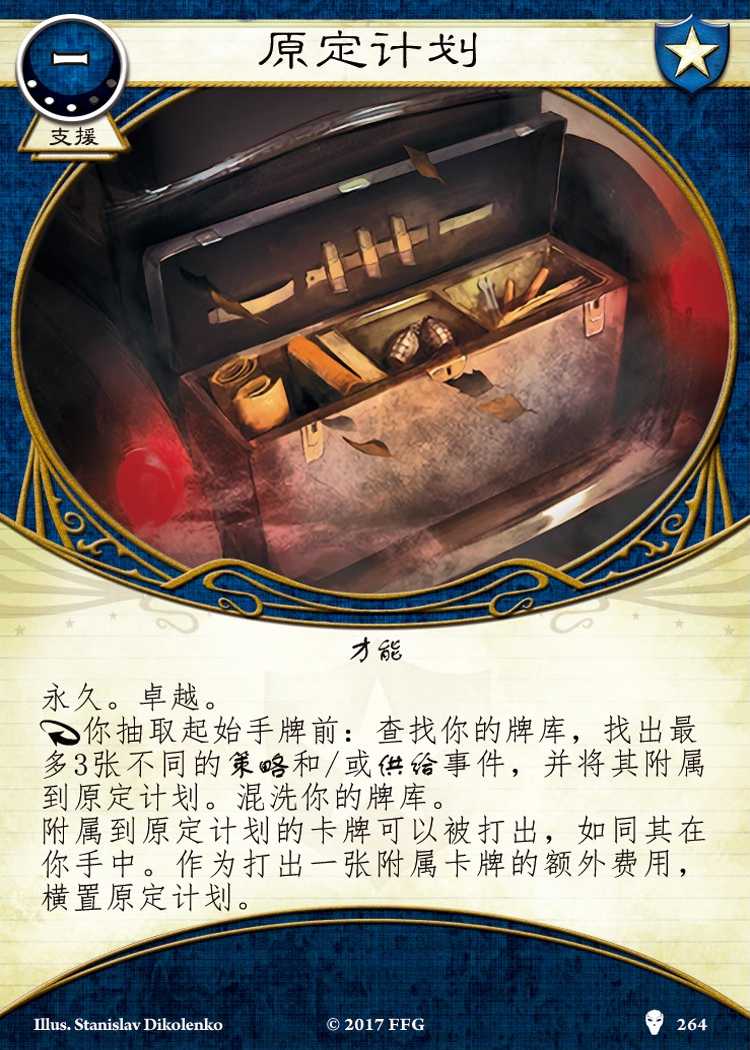 一
原定计划
支援
才能
永久。卓越。
你抽取起始手牌前：查找你的牌库，找出最
多3张不同的策略和/或供给事件，并将其附属
到原定计划。混洗你的牌库。
附属到原定计划的卡牌可以被打出，如同其在
你手中。作为打出一张附属卡牌的额外费用，
横置原定计划。
Illus. Stanislav Dikolenko
© 2017 FFG
264